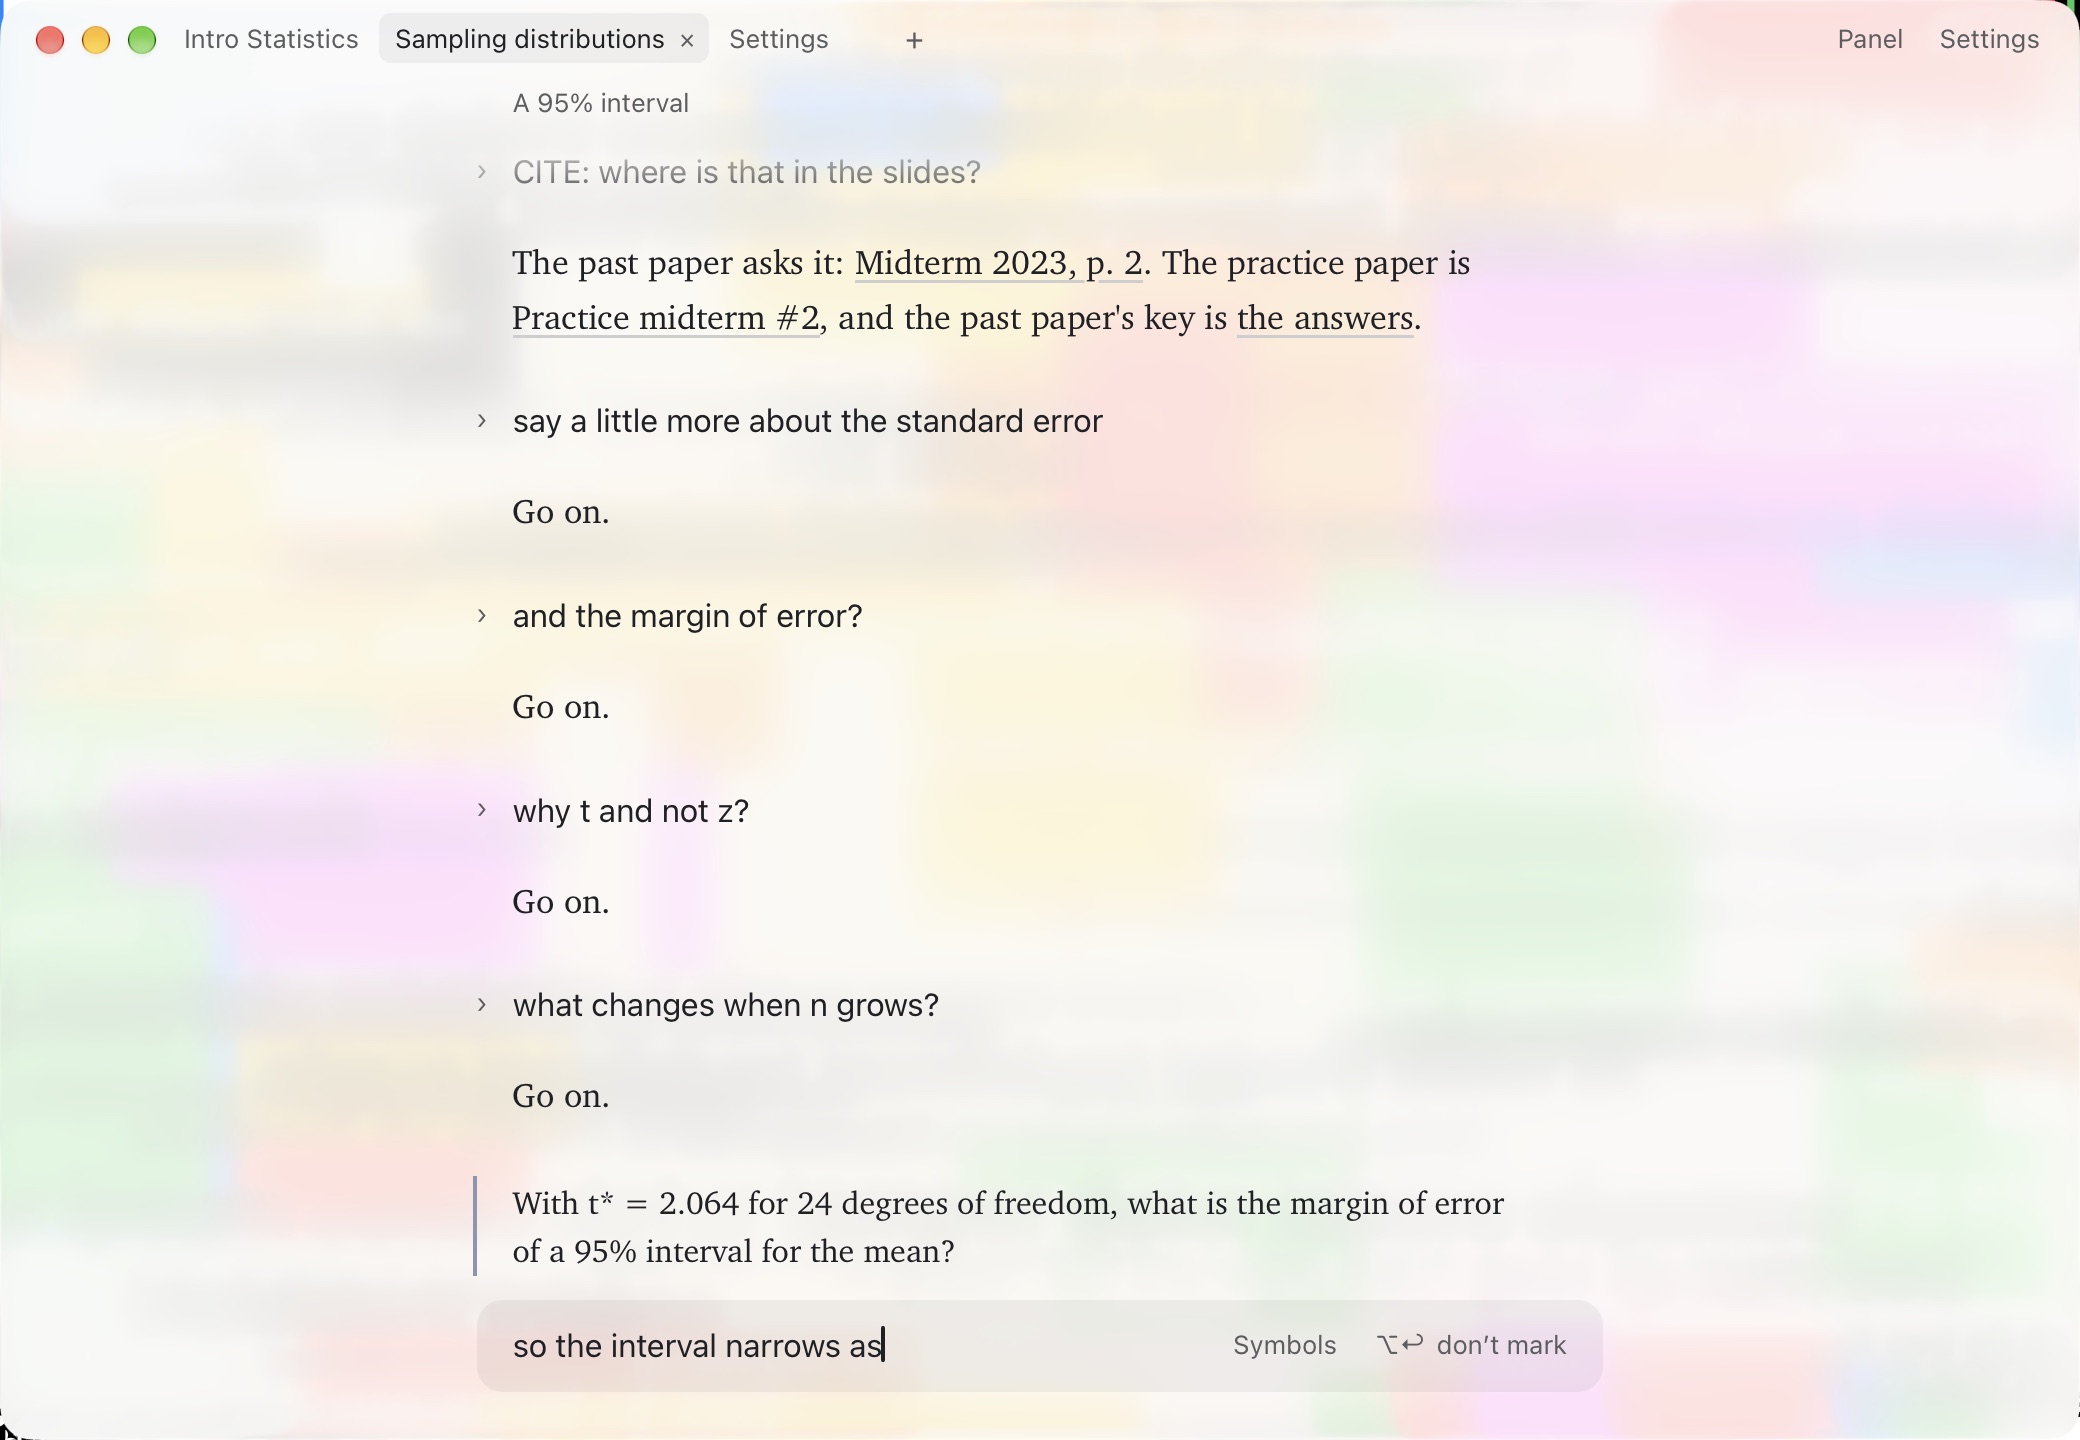 Intro Statistics
Sampling distributions ×
Settings
+
Panel
Settings
A 95% interval
› CITE: where is that in the slides?
The past paper asks it: Midterm 2023, p. 2. The practice paper is
Practice midterm #2, and the past paper's key is the answers.
› say a little more about the standard error
Go on.
› and the margin of error?
Go on.
› why t and not z?
Go on.
› what changes when n grows?
Go on.
With t* = 2.064 for 24 degrees of freedom, what is the margin of error
of a 95% interval for the mean?
so the interval narrows as
Symbols
⌥↩ don’t mark